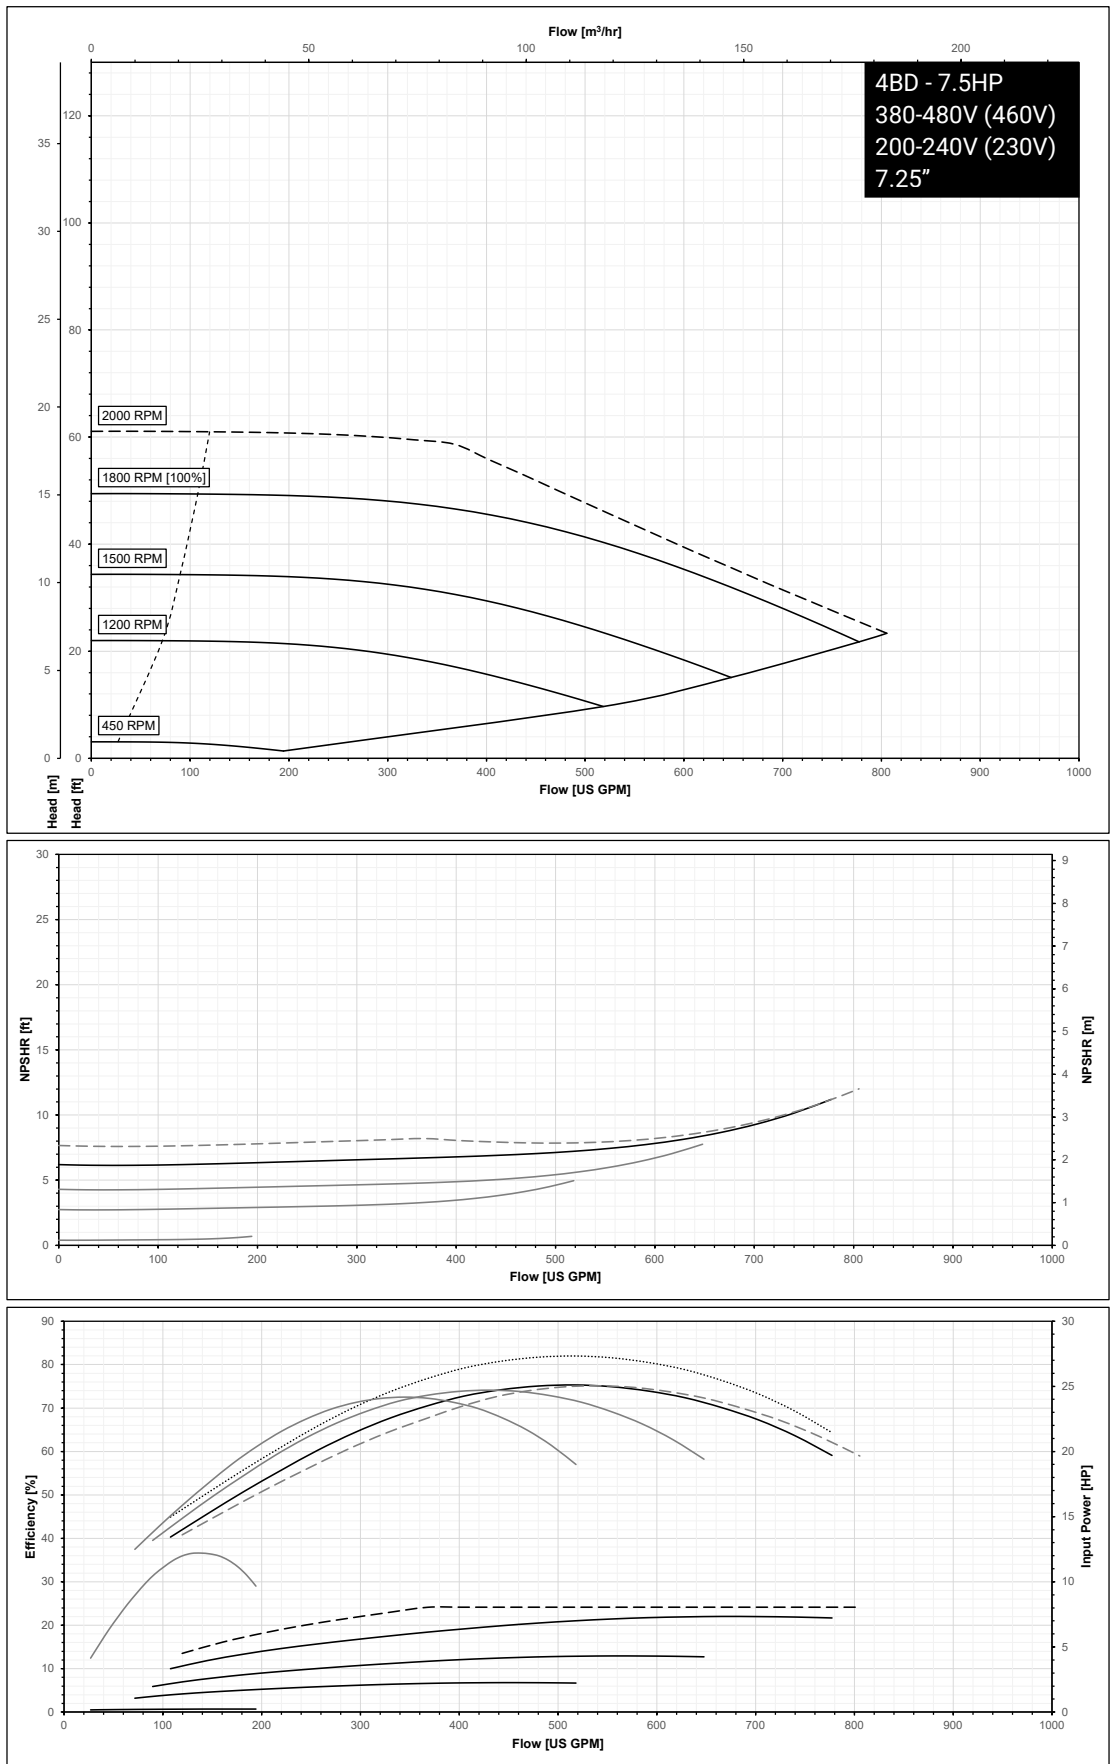 Flow [m³/hr]
0 50 100 150 200
4BD - 7.5HP
380-480V (460V)
200-240V (230V)
7.25”
35 30 25 20 15 10 5 0
120 100 80 60 40 20 0
2000 RPM
1800 RPM [100%]
1500 RPM
1200 RPM
450 RPM
0 100 200 300 400 500 600 700 800 900 1000
Flow [US GPM]
Head [m]
Head [ft]
30 25 20 15 10 5 0
NPSHR [ft]
9 8 7 6 5 4 3 2 1 0
NPSHR [m]
0 100 200 300 400 500 600 700 800 900 1000
Flow [US GPM]
90 80 70 60 50 40 30 20 10 0
Efficiency [%]
30 25 20 15 10 5 0
Input Power [HP]
0 100 200 300 400 500 600 700 800 900 1000
Flow [US GPM]